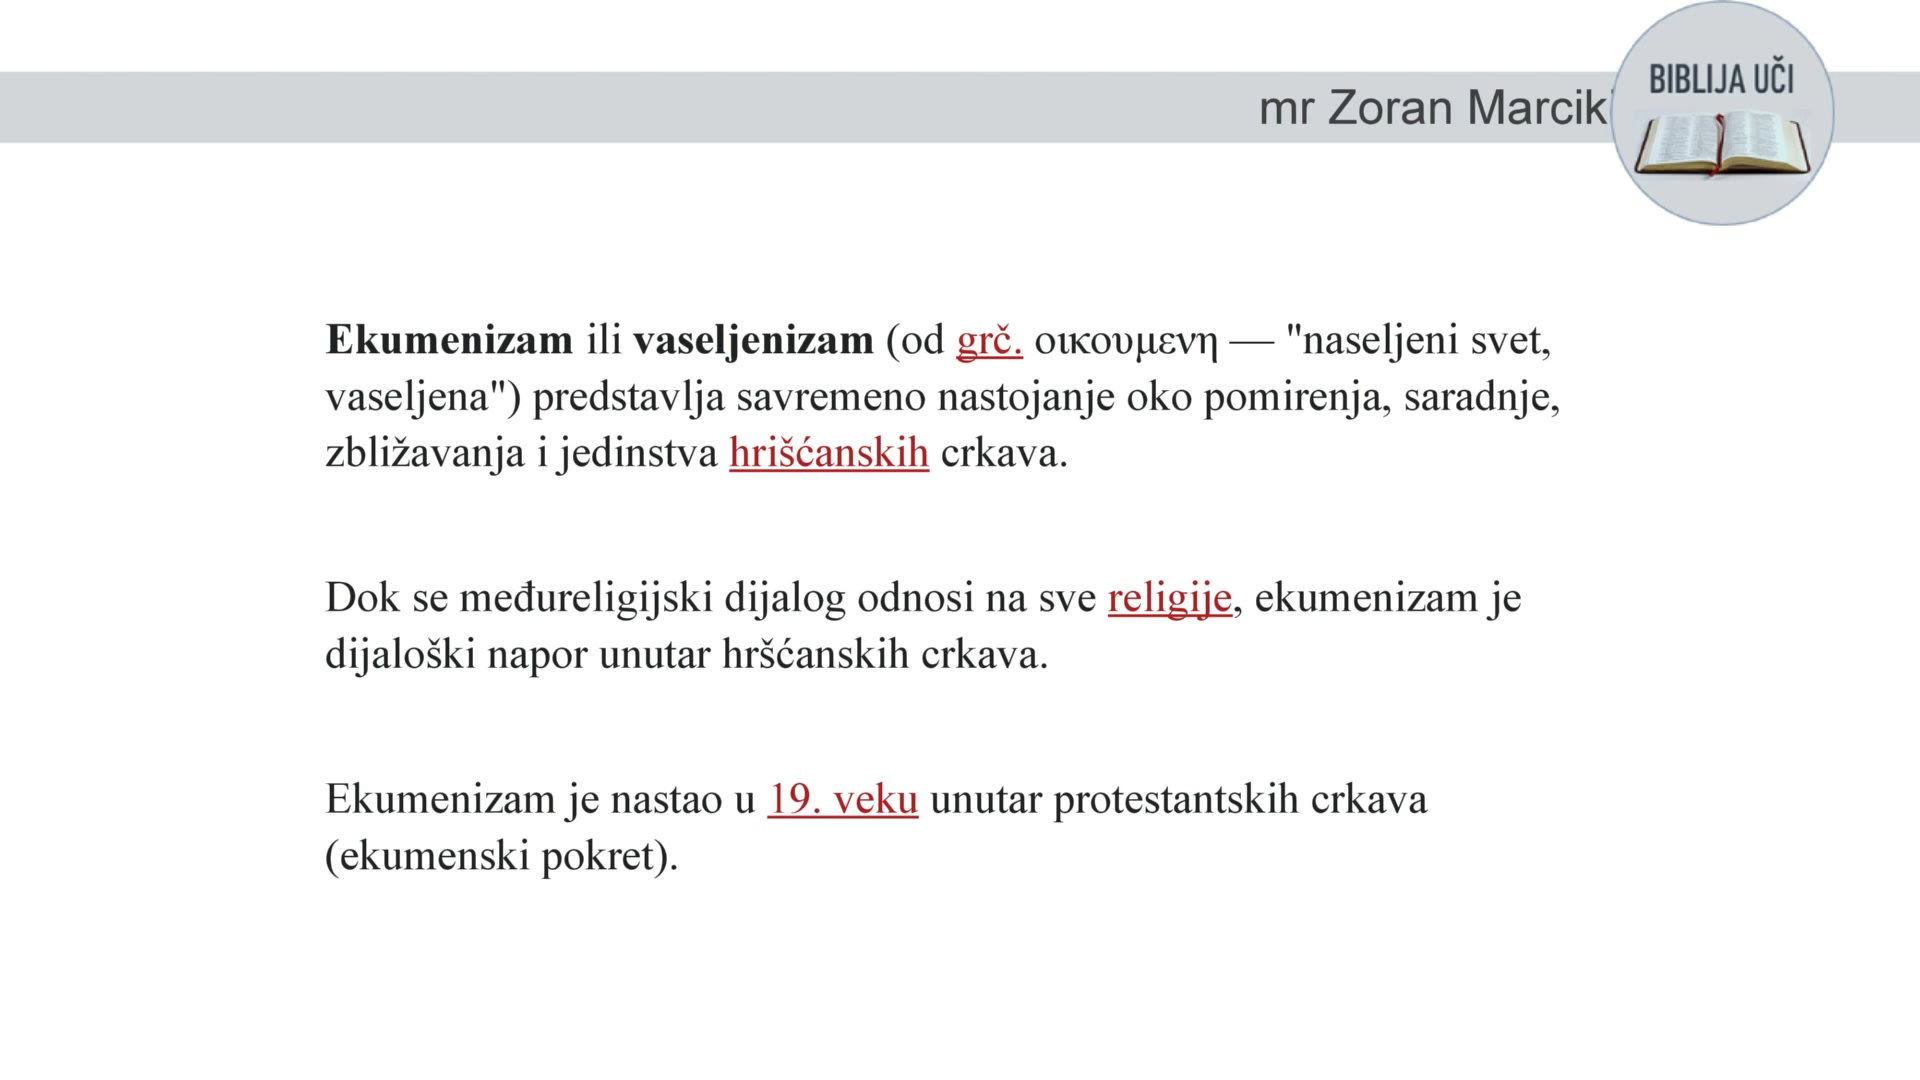 mr Zoran Marcik
BIBLIJA UČI
Ekumenizam ili vaseljenizam (od grč. οικουμενη — "naseljeni svet,
vaseljena") predstavlja savremeno nastojanje oko pomirenja, saradnje,
zbližavanja i jedinstva hrišćanskih crkava.
Dok se međureligijski dijalog odnosi na sve religije, ekumenizam je
dijaloški napor unutar hršćanskih crkava.
Ekumenizam je nastao u 19. veku unutar protestantskih crkava
(ekumenski pokret).